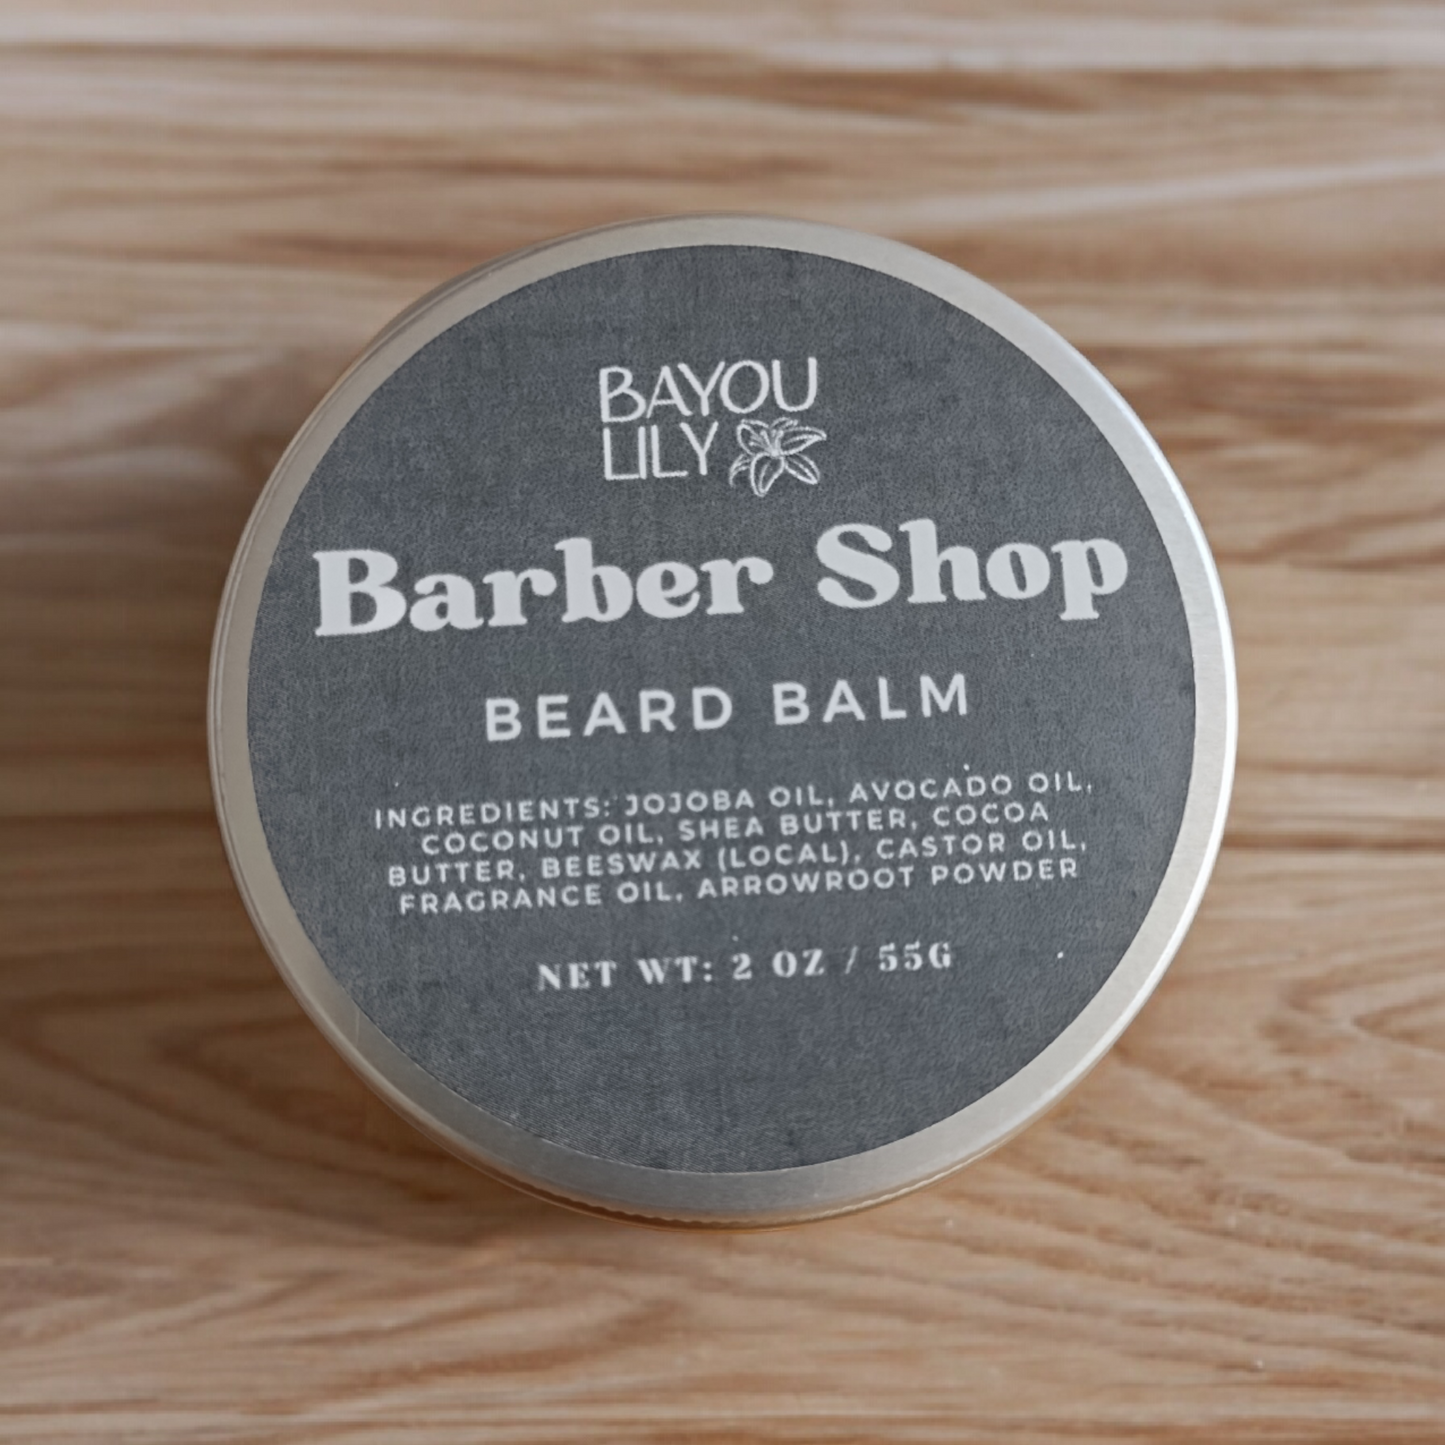 BAYOU
LILY
Barber Shop
BEARD BALM
INGREDIENTS: JOJOBA OIL, AVOCADO OIL,
COCONUT OIL, SHEA BUTTER, COCOA
BUTTER, BEESWAX (LOCAL), CASTOR OIL,
FRAGRANCE OIL, ARROWROOT POWDER
NET WT: 2 OZ / 55G